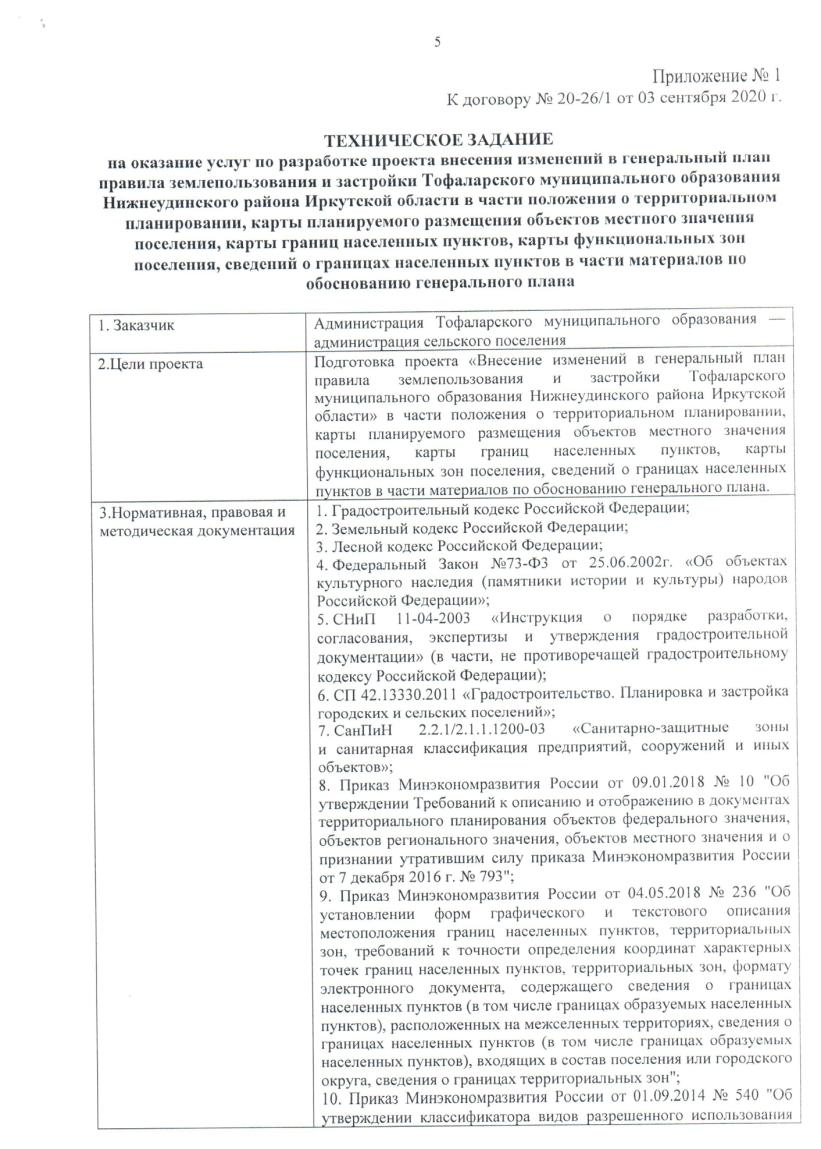 5
Приложение № 1
К договору № 20-26/1 от 03 сентября 2020 г.
ТЕХНИЧЕСКОЕ ЗАДАНИЕ
на оказание услуг по разработке проекта внесения изменений в генеральный план
правила землепользования и застройки Тофаларского муниципального образования
Нижнеудинского района Иркутской области в части положения о территориальном
планировании, карты планируемого размещения объектов местного значения
поселения, карты границ населенных пунктов, карты функциональных зон
поселения, сведений о границах населенных пунктов в части материалов по
обоснованию генерального плана
1. Заказчик
Администрация Тофаларского муниципального образования —
администрация сельского поселения
2.Цели проекта
Подготовка проекта «Внесение изменений в генеральный план
правила землепользования и застройки Тофаларского
муниципального образования Нижнеудинского района Иркутской
области» в части положения о территориальном планировании,
карты планируемого размещения объектов местного значения
поселения, карты границ населенных пунктов, карты
функциональных зон поселения, сведений о границах населенных
пунктов в части материалов по обоснованию генерального плана.
3.Нормативная, правовая и
методическая документация
1. Градостроительный кодекс Российской Федерации;
2. Земельный кодекс Российской Федерации;
3. Лесной кодекс Российской Федерации;
4. Федеральный Закон №73-ФЗ от 25.06.2002г. «Об объектах
культурного наследия (памятники истории и культуры) народов
Российской Федерации»;
5. СНиП 11-04-2003 «Инструкция о порядке разработки,
согласования, экспертизы и утверждения градостроительной
документации» (в части, не противоречащей градостроительному
кодексу Российской Федерации);
6. СП 42.13330.2011 «Градостроительство. Планировка и застройка
городских и сельских поселений»;
7. СанПиН 2.2.1/2.1.1.1200-03 «Санитарно-защитные зоны
и санитарная классификация предприятий, сооружений и иных
объектов»;
8. Приказ Минэкономразвития России от 09.01.2018 № 10 "Об
утверждении Требований к описанию и отображению в документах
территориального планирования объектов федерального значения,
объектов регионального значения, объектов местного значения и о
признании утратившим силу приказа Минэкономразвития России
от 7 декабря 2016 г. № 793";
9. Приказ Минэкономразвития России от 04.05.2018 № 236 "Об
установлении форм графического и текстового описания
местоположения границ населенных пунктов, территориальных
зон, требований к точности определения координат характерных
точек границ населенных пунктов, территориальных зон, формату
электронного документа, содержащего сведения о границах
населенных пунктов (в том числе границах образуемых населенных
пунктов), расположенных на межселенных территориях, сведения о
границах населенных пунктов (в том числе границах образуемых
населенных пунктов), входящих в состав поселения или городского
округа, сведения о границах территориальных зон";
10. Приказ Минэкономразвития России от 01.09.2014 № 540 "Об
утверждении классификатора видов разрешенного использования